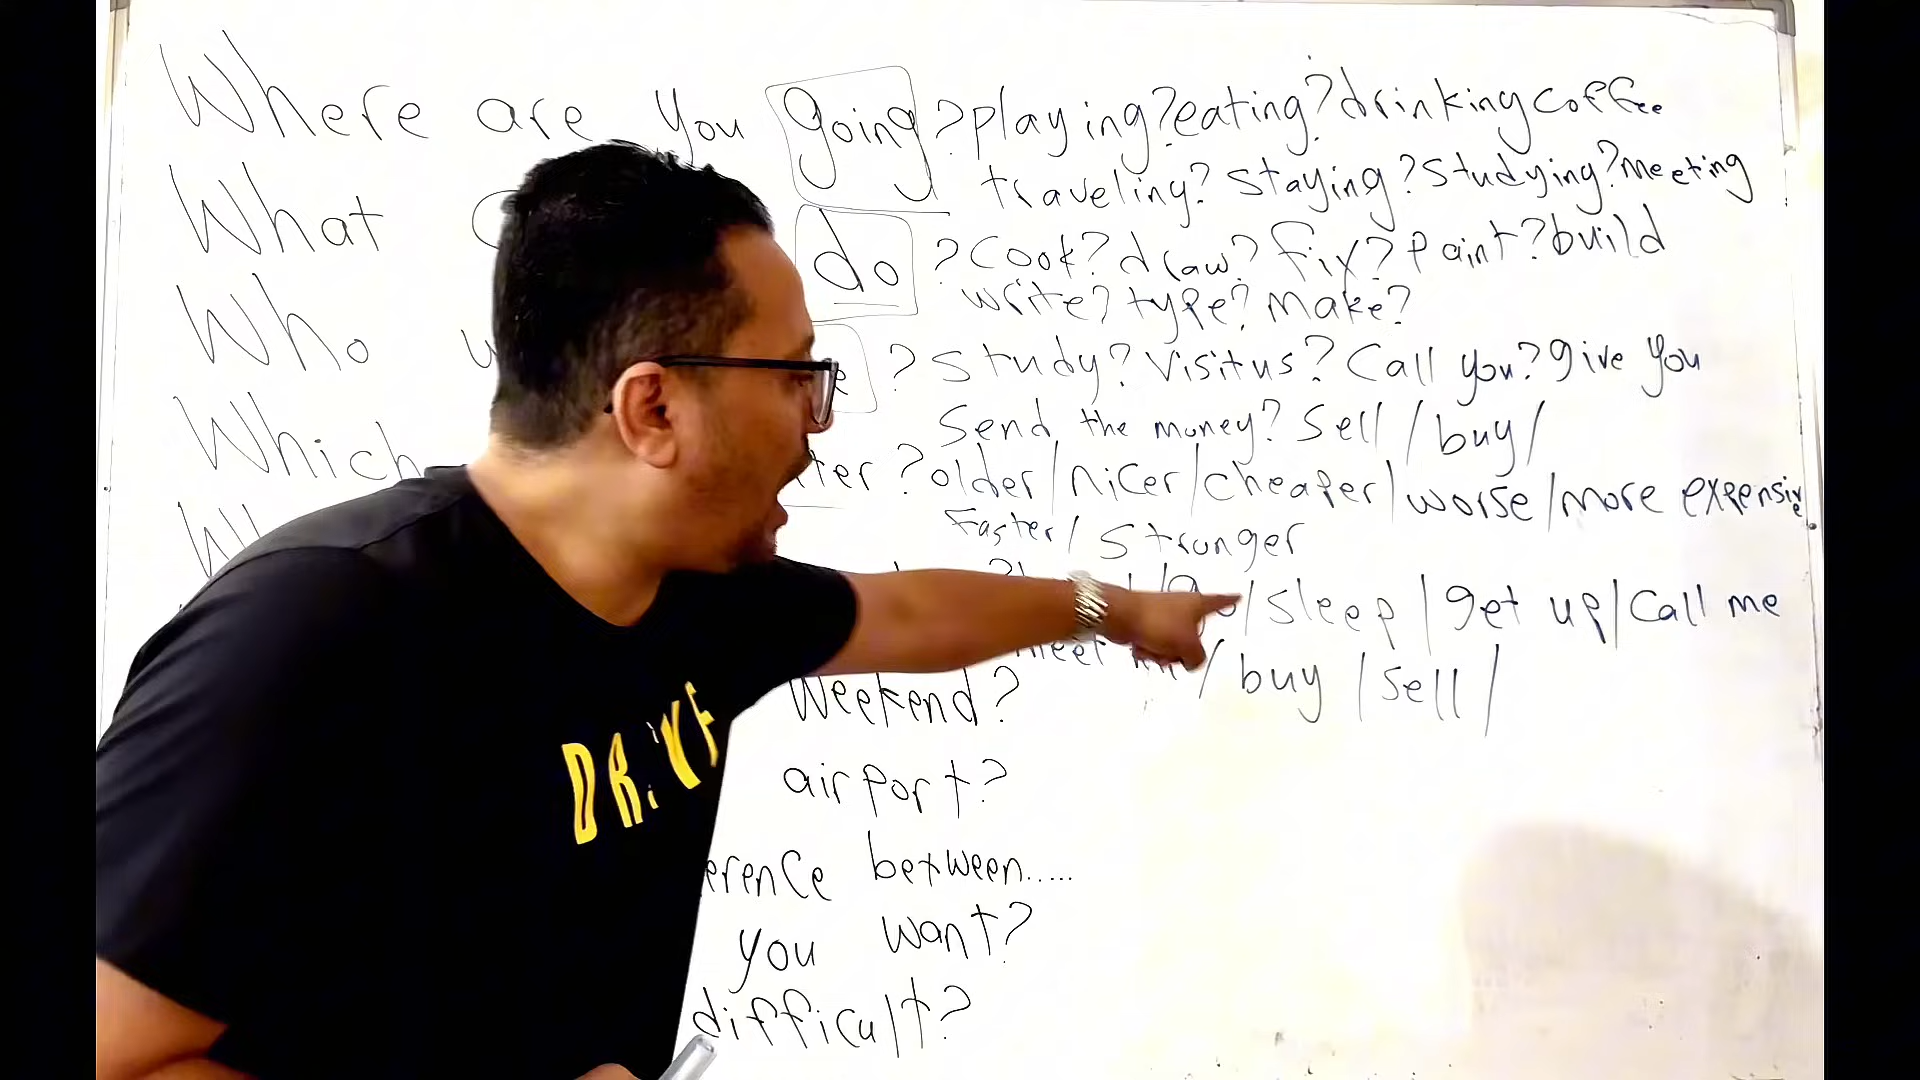 Where are you going ? playing? eating? drinking coffee
traveling? staying? studying? meeting
What do ? Cook? draw? fix? paint? build
write? type? make?
Who ? study? visit us? Call you? give you
Send the money? Sell / buy /
Which ? older / nicer / cheaper / worse / more expensive
Faster / Stronger
/ Sleep / get up / Call me
meet / buy / Sell /
Weekend?
airport?
between.....
you want?
difficult?
DRiVE